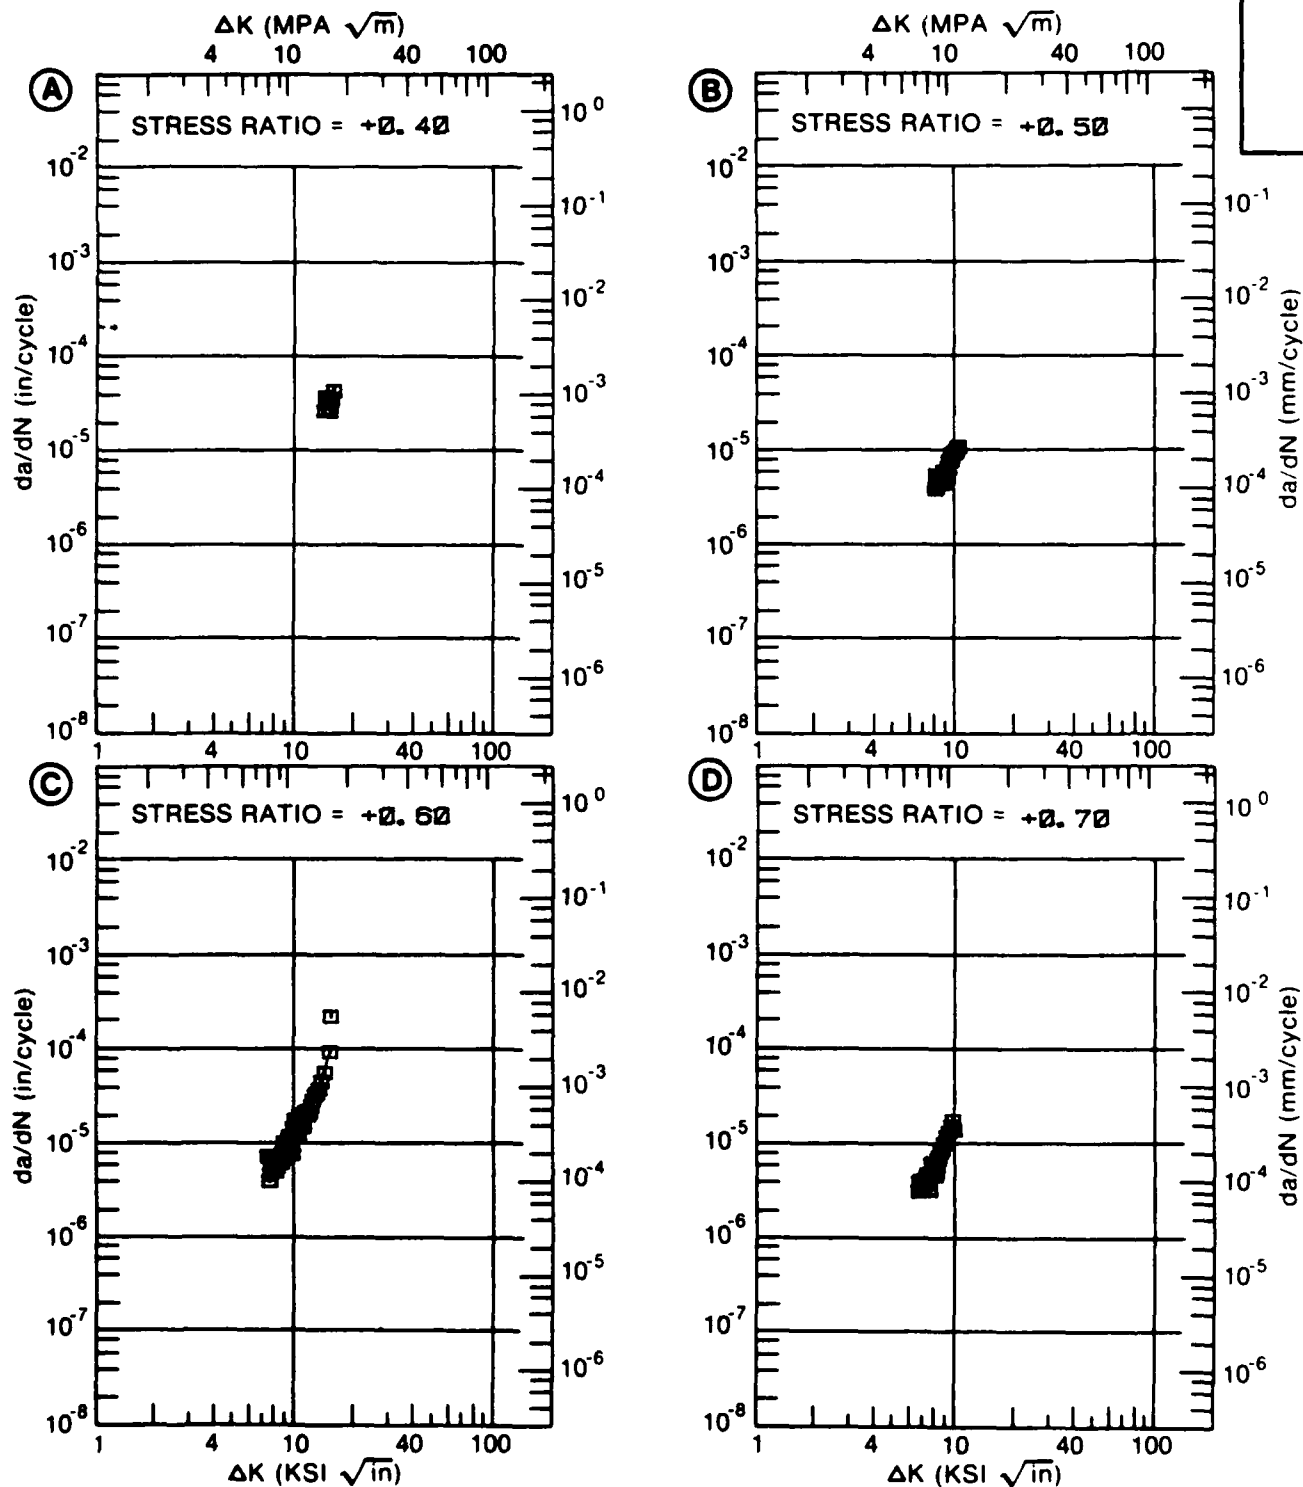 ΔK (MPA √m)
4 10 40 100
ΔK (MPA √m)
4 10 40 100
A
STRESS RATIO = +0.40
10^0
10^-2
10^-1
10^-3
10^-2
10^-4
10^-3
10^-5
10^-4
10^-6
10^-5
10^-7
10^-6
10^-8
da/dN (in/cycle)
1 4 10 40 100
B
STRESS RATIO = +0.50
10^-2
10^-1
10^-3
10^-2
10^-4
10^-3
10^-5
10^-4
10^-6
10^-5
10^-7
10^-6
10^-8
da/dN (mm/cycle)
1 4 10 40 100
C
STRESS RATIO = +0.60
10^0
10^-2
10^-1
10^-3
10^-2
10^-4
10^-3
10^-5
10^-4
10^-6
10^-5
10^-7
10^-6
10^-8
da/dN (in/cycle)
1 4 10 40 100
ΔK (KSI √in)
D
STRESS RATIO = +0.70
10^0
10^-2
10^-1
10^-3
10^-2
10^-4
10^-3
10^-5
10^-4
10^-6
10^-5
10^-7
10^-6
10^-8
da/dN (mm/cycle)
1 4 10 40 100
ΔK (KSI √in)